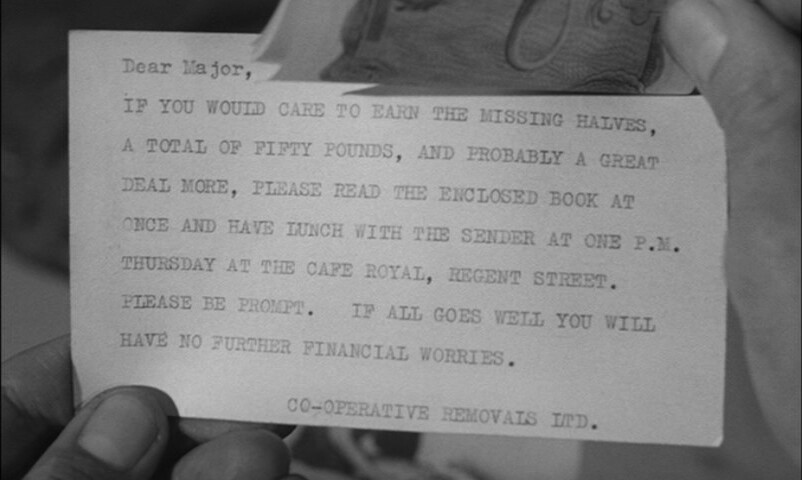 Dear Major,
IF YOU WOULD CARE TO EARN THE MISSING HALVES,
A TOTAL OF FIFTY POUNDS, AND PROBABLY A GREAT
DEAL MORE, PLEASE READ THE ENCLOSED BOOK AT
ONCE AND HAVE LUNCH WITH THE SENDER AT ONE P.M.
THURSDAY AT THE CAFE ROYAL, REGENT STREET.
PLEASE BE PROMPT. IF ALL GOES WELL YOU WILL
HAVE NO FURTHER FINANCIAL WORRIES.
CO-OPERATIVE REMOVALS LTD.